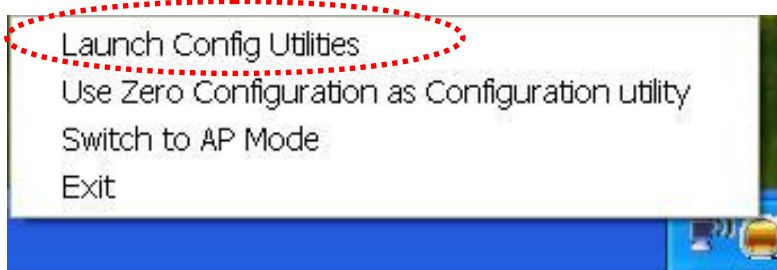 Launch Config Utilities
Use Zero Configuration as Configuration utility
Switch to AP Mode
Exit